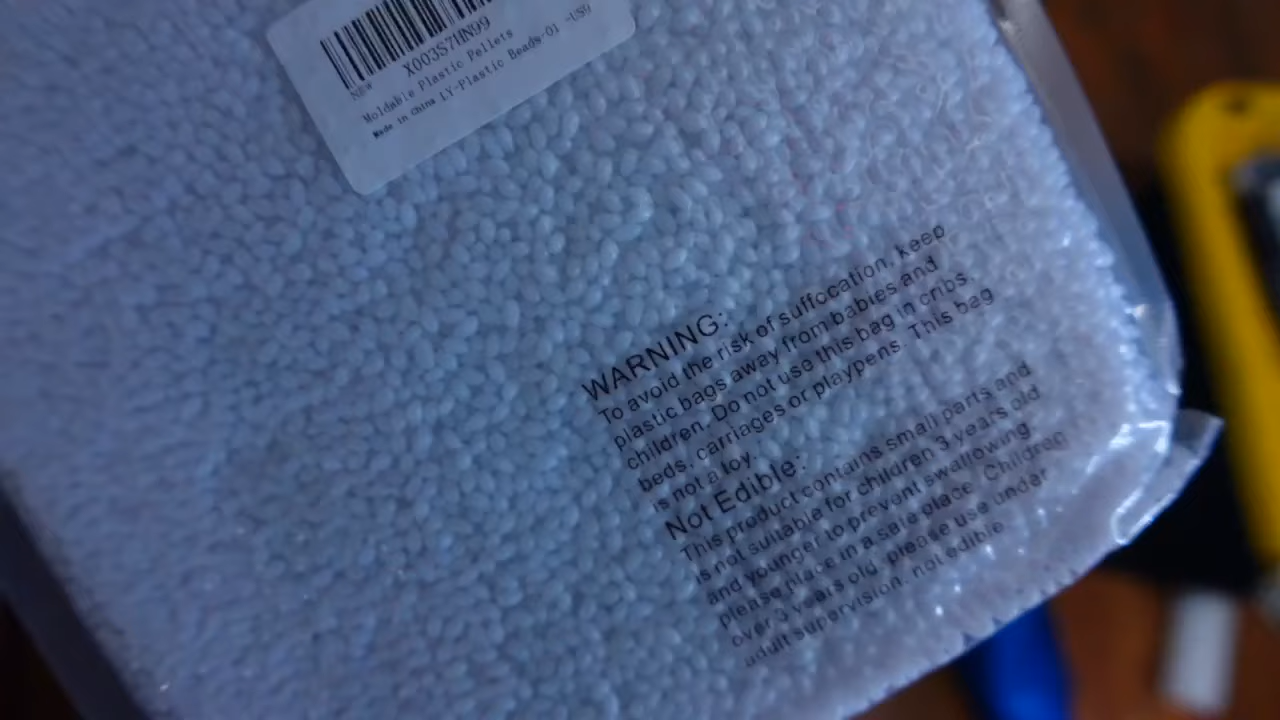 X003S7HN99
New
Moldable Plastic Pellets
Made in china LY-Plastic Beads-01 -US9
WARNING:
To avoid the risk of suffocation, keep
plastic bags away from babies and
children. Do not use this bag in cribs,
beds, carriages or playpens. This bag
is not a toy.
Not Edible:
This product contains small parts and
is not suitable for children 3 years old
and younger to prevent swallowing
please place in a safe place. Children
over 3 years old, please use under
adult supervision, not edible